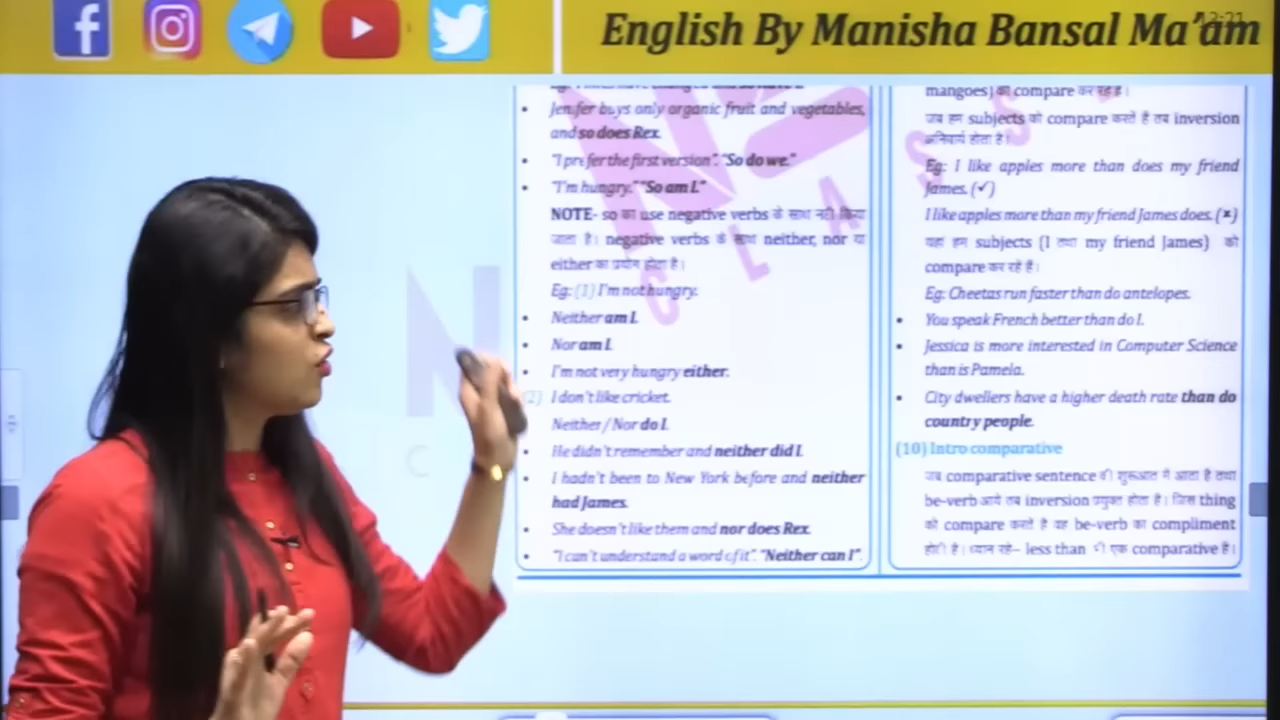 12:21
English By Manisha Bansal Ma'am
Jenifer buys only organic fruit and vegetables,
and so does Rex.
"I prefer the first version". "So do we."
"I'm hungry." "So am I."
NOTE- so का use negative verbs के साथ नहीं किया
जाता है। negative verbs के साथ neither, nor या
either का प्रयोग होता है।
Eg: (1) I'm not hungry.
Neither am I.
Nor am I.
I'm not very hungry either.
(2) I don't like cricket.
Neither / Nor do I.
He didn't remember and neither did I.
I hadn't been to New York before and neither
had James.
She doesn't like them and nor does Rex.
"I can't understand a word of it". "Neither can I".
mangoes) का compare कर रहे हैं।
जब हम subjects को compare करतें हैं तब inversion
अनिवार्य होता है।
Eg: I like apples more than does my friend
James. (✓)
I like apples more than my friend James does. (×)
यहां हम subjects (I तथा my friend James) को
compare कर रहें हैं।
Eg: Cheetas run faster than do antelopes.
You speak French better than do I.
Jessica is more interested in Computer Science
than is Pamela.
City dwellers have a higher death rate than do
country people.
(10) Intro comparative
जब comparative sentence की शुरूआत में आता है तथा
be-verb आये तब inversion प्रयुक्त होता है। जिस thing
को compare करते है वह be-verb का compliment
होती है। ध्यान रहे– less than भी एक comparative है।
CLASS